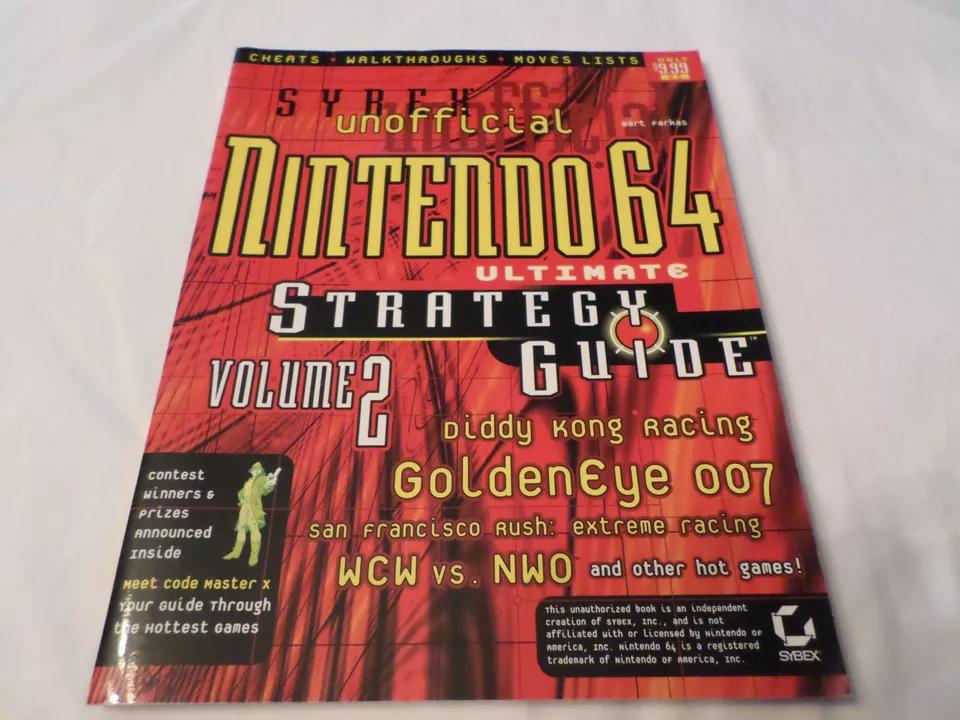 CHEATS • WALKTHROUGHS • MOVES LISTS
ONLY
$9.99
SYBEX
unofficial
unofficial
Bart Farkas
NINTENDO® 64
ULTIMATE
STRATEGY
GUIDE™
VOLUME 2
Diddy Kong Racing
GoldenEye 007
San Francisco Rush: Extreme Racing
WCW vs. NWO and other hot games!
Contest
Winners &
Prizes
Announced
Inside
Meet Code Master X
Your Guide Through
the Hottest Games
This unauthorized book is an independent
creation of SYBEX, Inc., and is not
affiliated with or licensed by Nintendo of
America, Inc. Nintendo 64 is a registered
trademark of Nintendo of America, Inc.
SYBEX